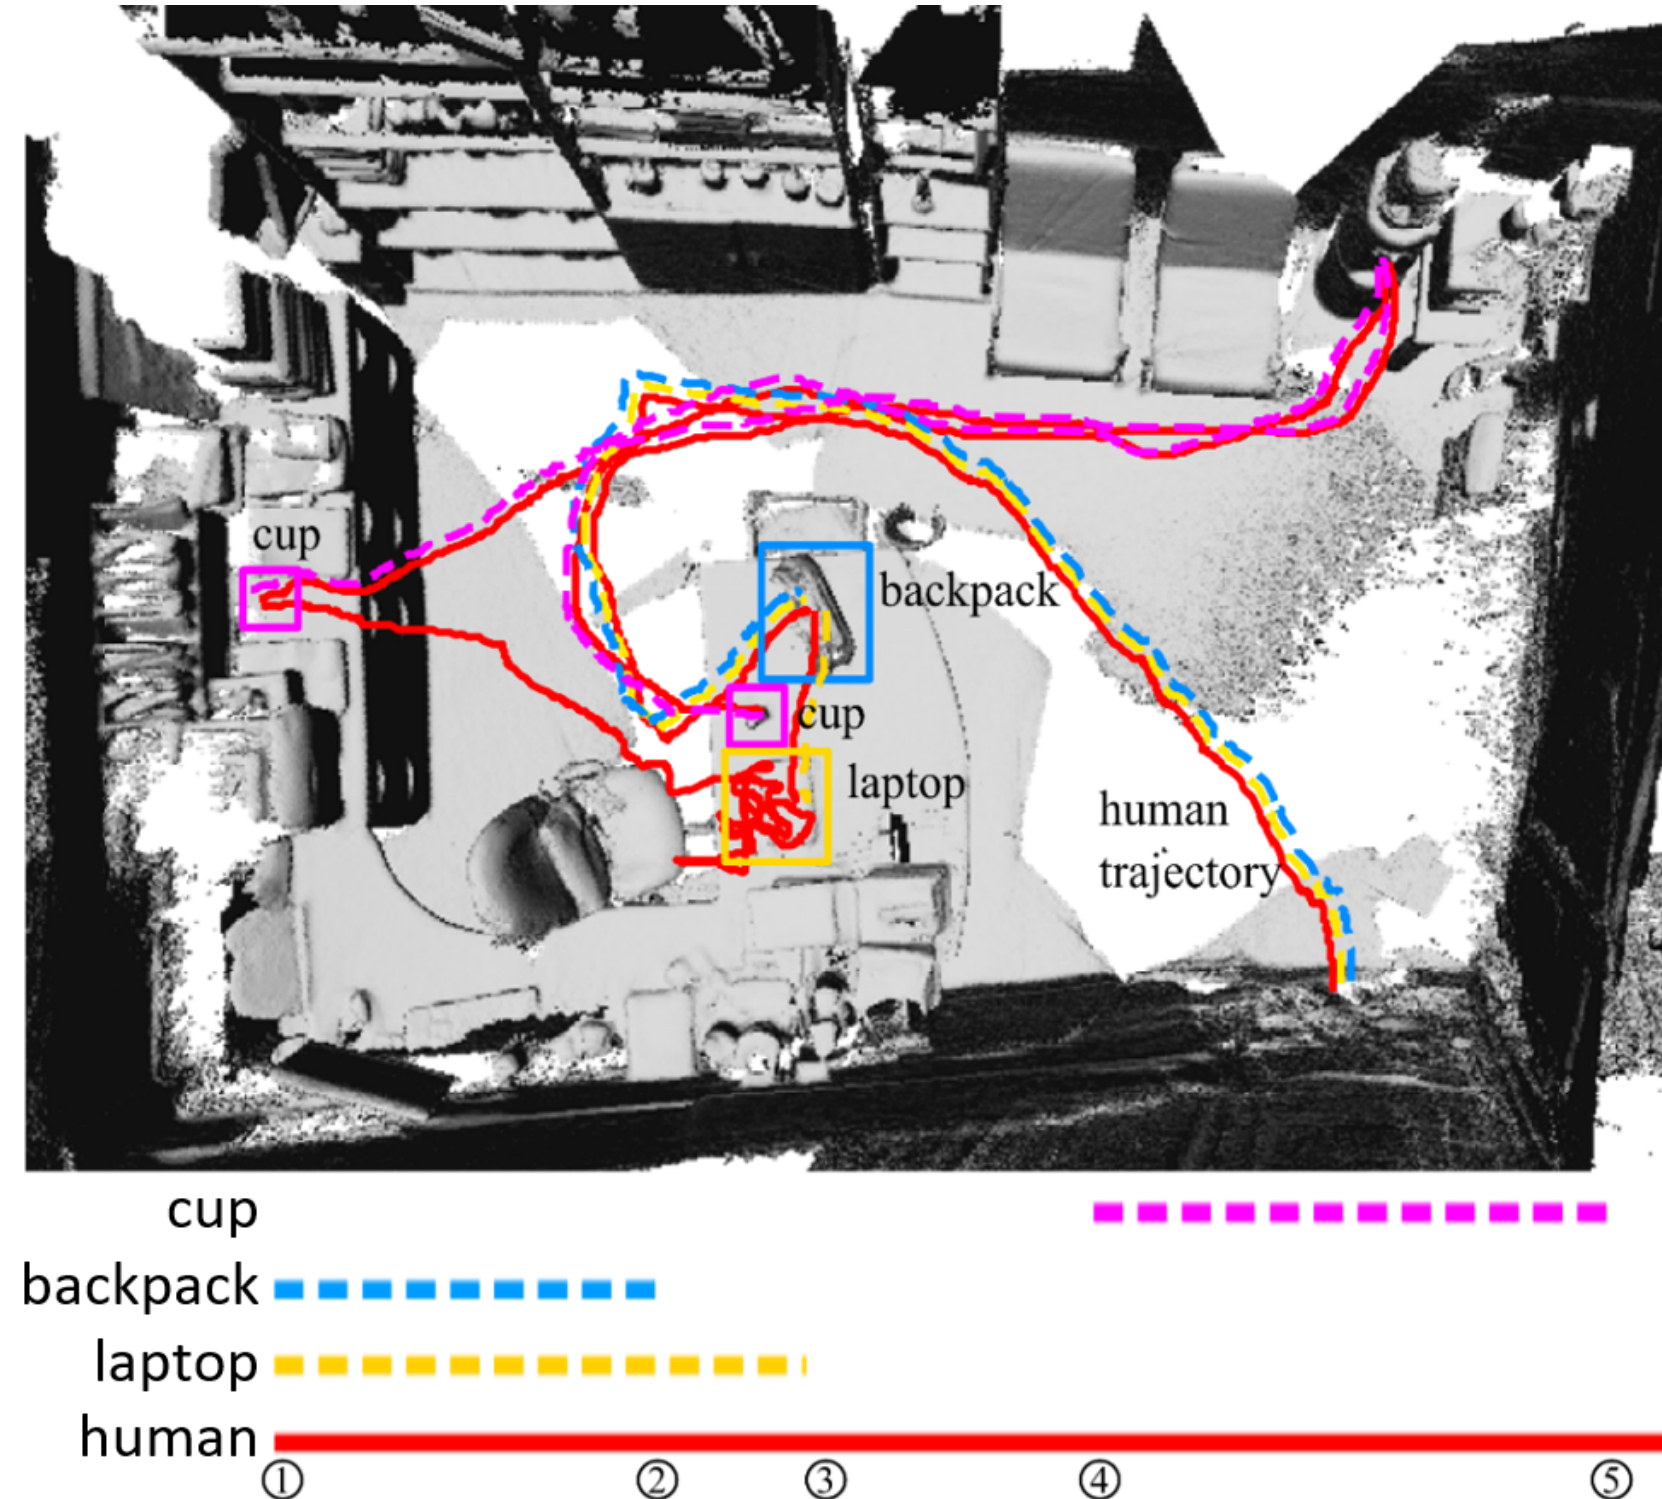 cup
backpack
cup
laptop
human
trajectory
cup
backpack
laptop
human
① ② ③ ④ ⑤